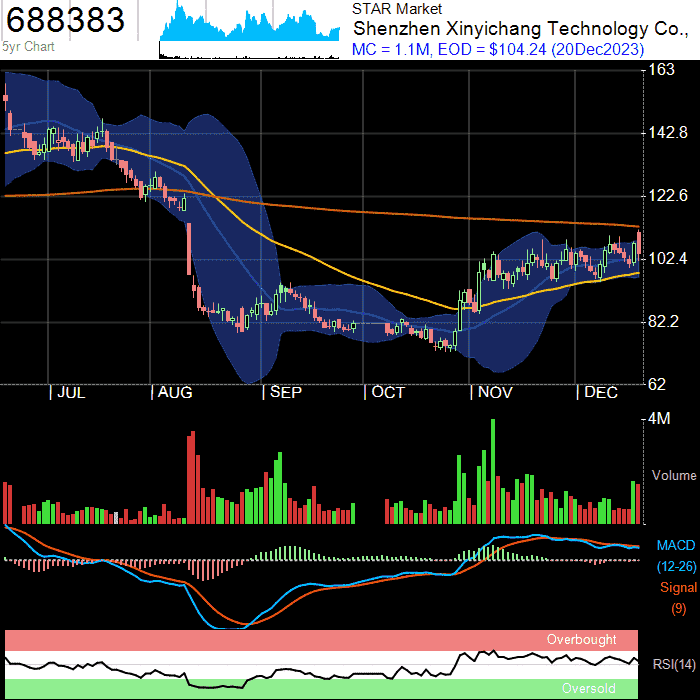 688383
5yr Chart
STAR Market
Shenzhen Xinyichang Technology Co.,
MC = 1.1M, EOD = $104.24 (20Dec2023)
163
142.8
122.6
102.4
82.2
62
JUL AUG SEP OCT NOV DEC
4M
Volume
MACD
(12-26)
Signal
(9)
Overbought
RSI(14)
Oversold